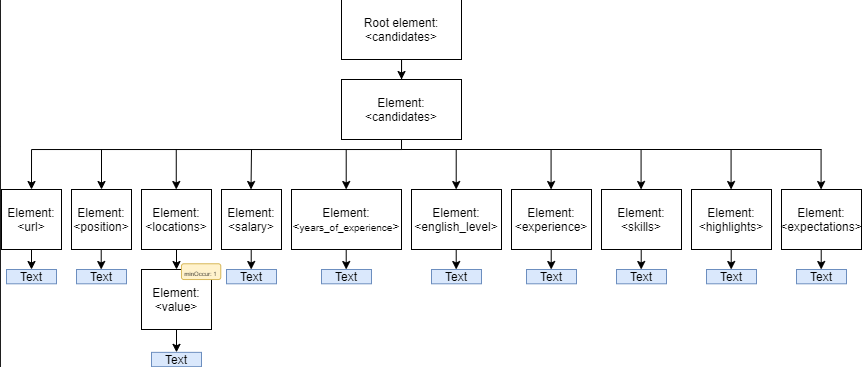 Root element:
<candidates>
Element:
<candidates>
Element:
<url>
Element:
<position>
Element:
<locations>
Element:
<salary>
Element:
<years_of_experience>
Element:
<english_level>
Element:
<experience>
Element:
<skills>
Element:
<highlights>
Element:
<expectations>
Text
Text
minOccur: 1
Text
Text
Text
Text
Text
Text
Text
Element:
<value>
Text